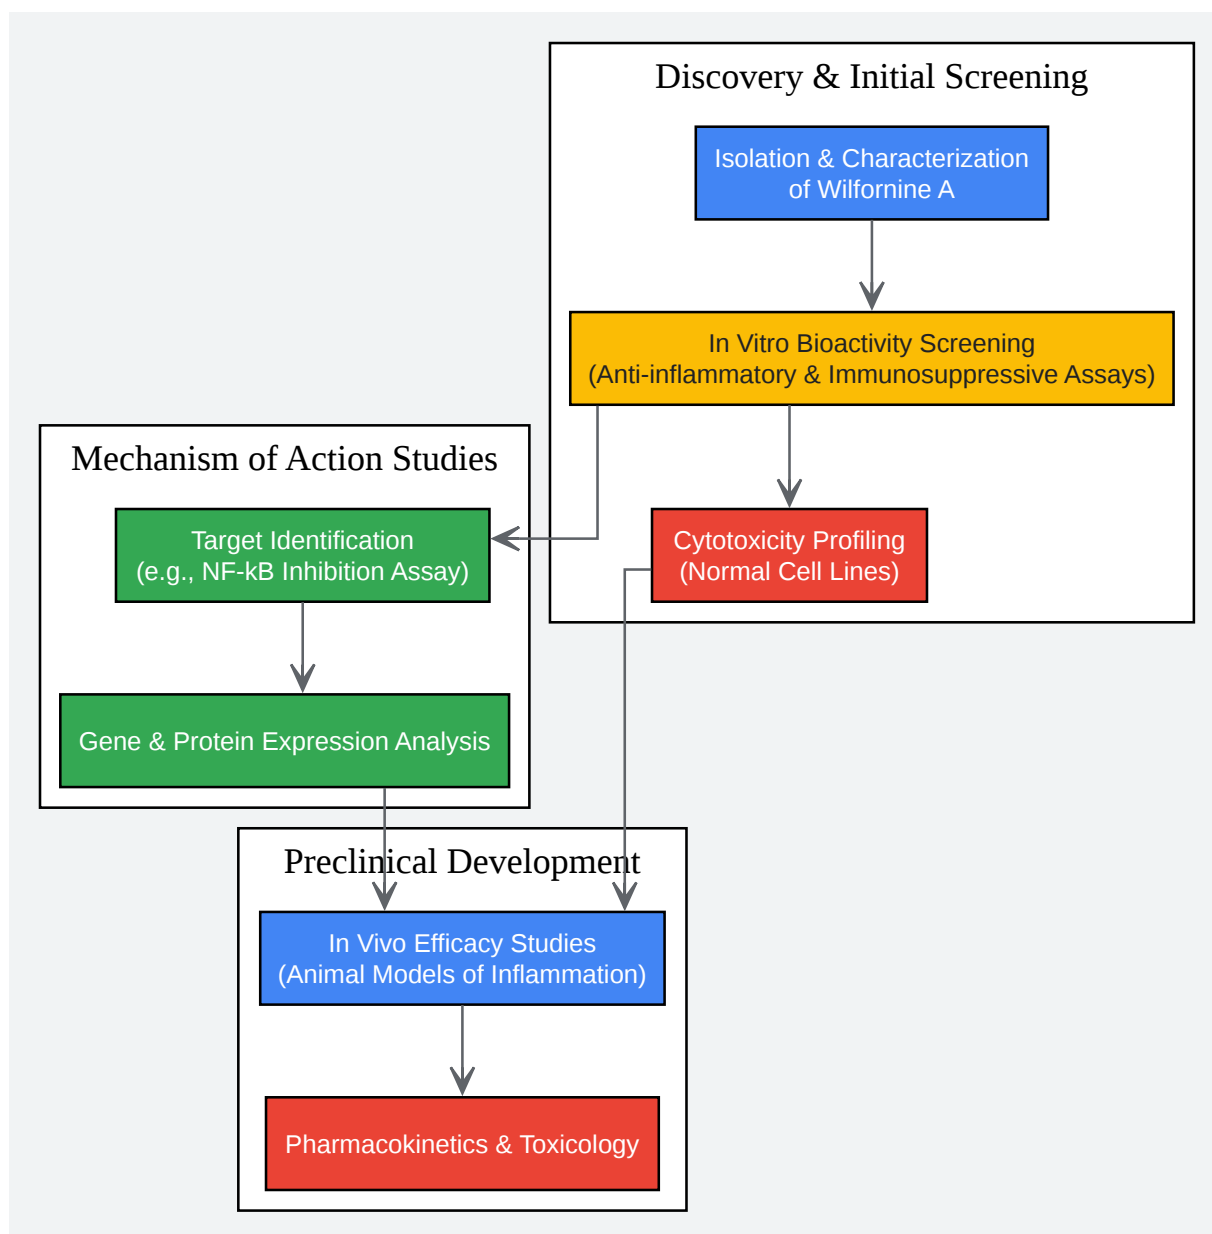 Discovery & Initial Screening
Isolation & Characterization
of Wilfornine A
In Vitro Bioactivity Screening
(Anti-inflammatory & Immunosuppressive Assays)
Cytotoxicity Profiling
(Normal Cell Lines)
Mechanism of Action Studies
Target Identification
(e.g., NF-kB Inhibition Assay)
Gene & Protein Expression Analysis
Preclinical Development
In Vivo Efficacy Studies
(Animal Models of Inflammation)
Pharmacokinetics & Toxicology